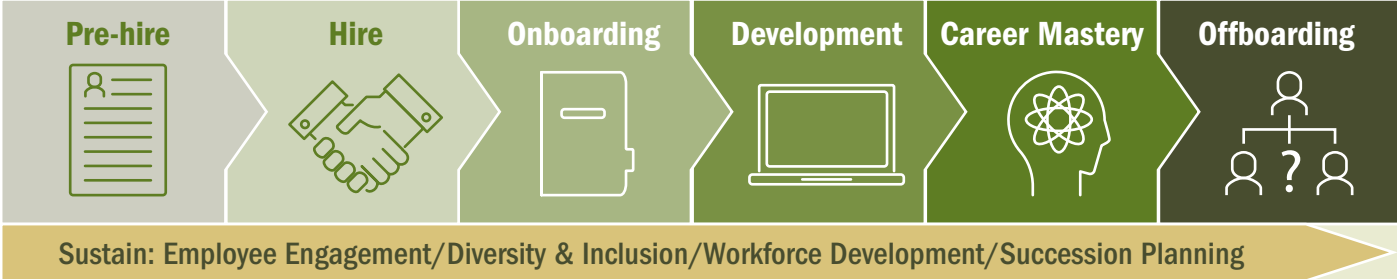 Pre-hire
Hire
Onboarding
Development
Career Mastery
Offboarding
?
Sustain: Employee Engagement/Diversity & Inclusion/Workforce Development/Succession Planning